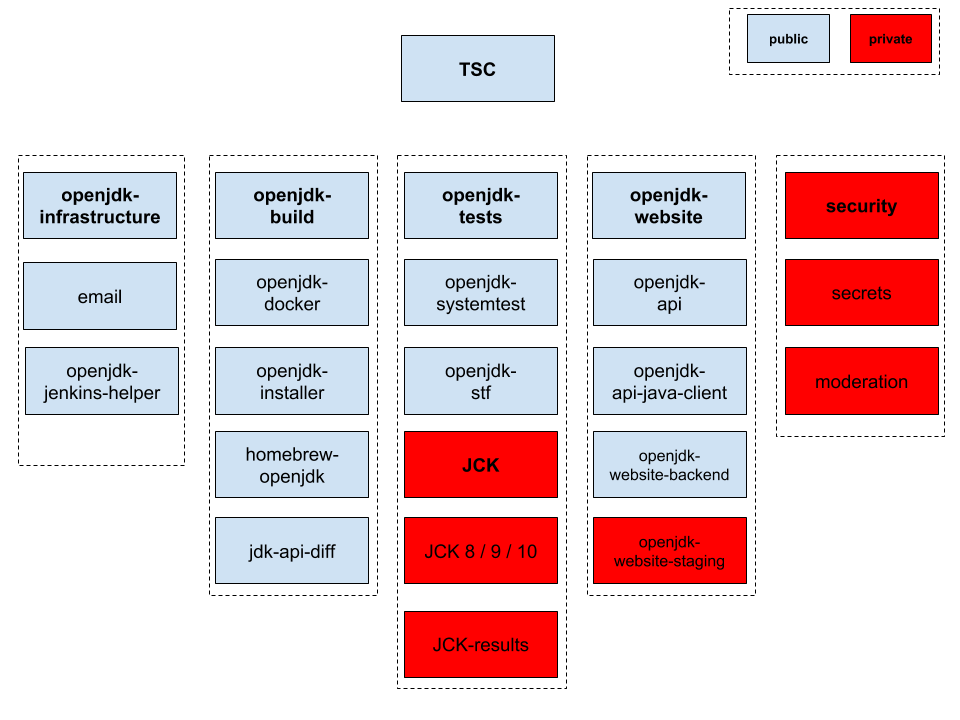 public
private
TSC
openjdk-
infrastructure
email
openjdk-
jenkins-helper
openjdk-
build
openjdk-
docker
openjdk-
installer
homebrew-
openjdk
jdk-api-diff
openjdk-
tests
openjdk-
systemtest
openjdk-
stf
JCK
JCK 8 / 9 / 10
JCK-results
openjdk-
website
openjdk-
api
openjdk-
api-java-client
openjdk-
website-backend
openjdk-
website-staging
security
secrets
moderation